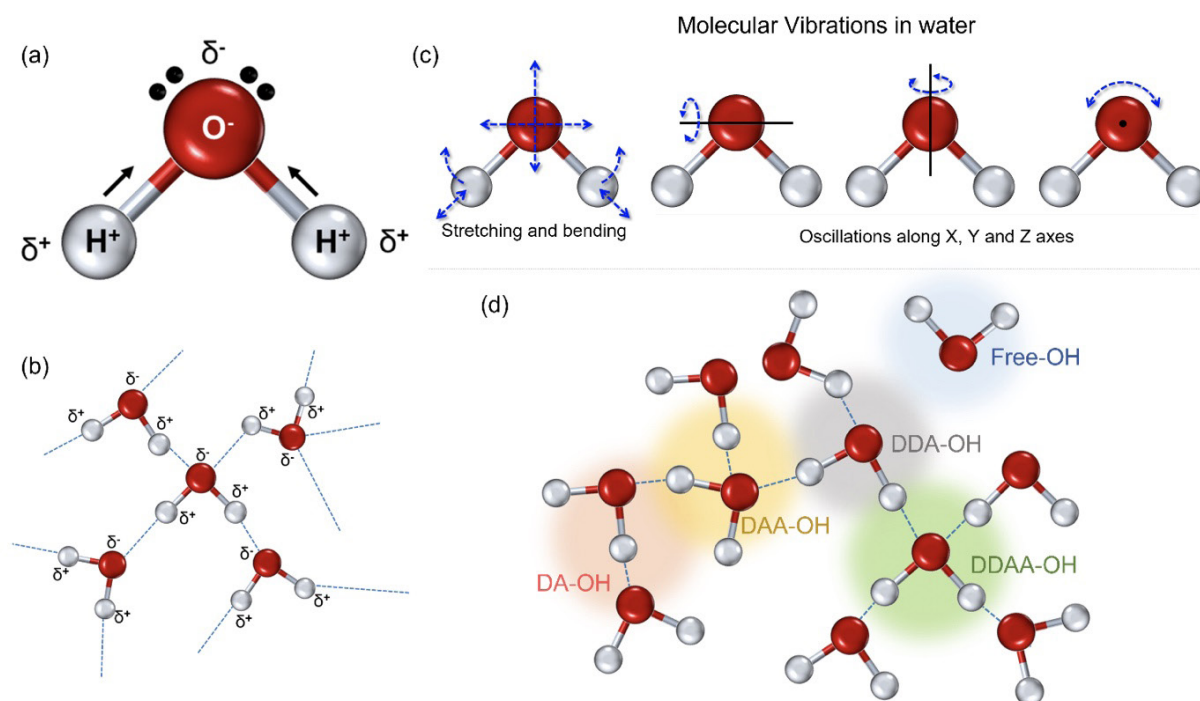 Molecular Vibrations in water
(a)
δ⁻
O⁻
H⁺
H⁺
δ⁺
δ⁺
(c)
Stretching and bending
Oscillations along X, Y and Z axes
(b)
δ⁻
δ⁺
δ⁺
δ⁺
δ⁺
δ⁻
δ⁻
δ⁺
δ⁺
δ⁻
δ⁺
δ⁺
δ⁻
δ⁺
δ⁺
(d)
Free-OH
DDA-OH
DAA-OH
DA-OH
DDAA-OH